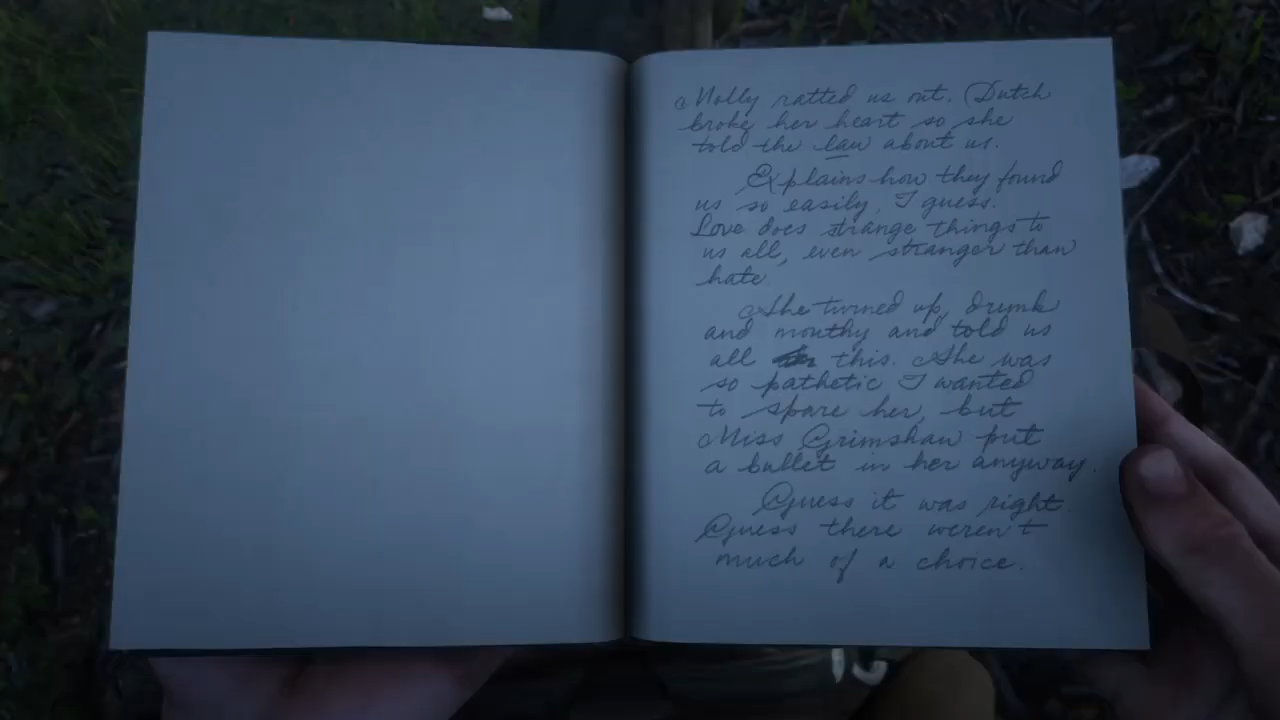 Molly ratted us out. Dutch
broke her heart so she
told the law about us.
Explains how they found
us so easily, I guess.
Love does strange things to
us all, even stranger than
hate.
She turned up, drunk
and mouthy and told us
all this. She was
so pathetic I wanted
to spare her, but
Miss Grimshaw put
a bullet in her anyway.
Guess it was right.
Guess there weren't
much of a choice.